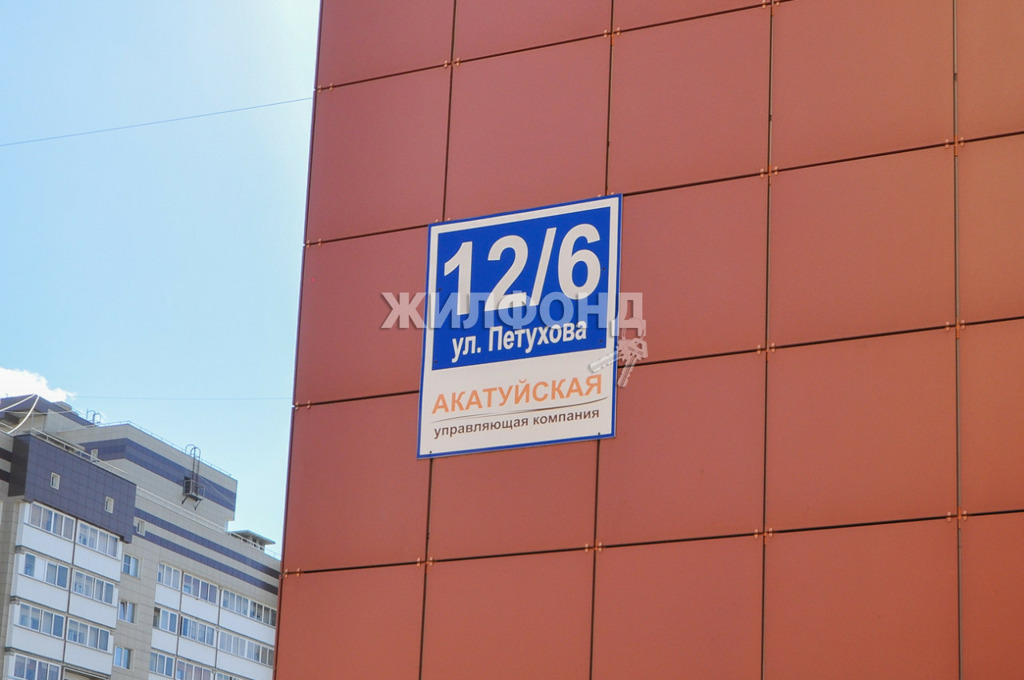 12/6
ЖИЛФОНД
ул. Петухова
АКАТУЙСКАЯ
управляющая компания